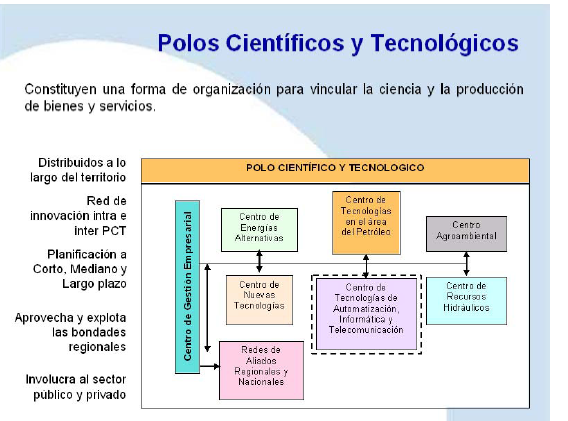 Polos Científicos y Tecnológicos
Constituyen una forma de organización para vincular la ciencia y la producción
de bienes y servicios.
Distribuidos a lo
largo del territorio
Red de
innovación intra e
inter PCT
Planificación a
Corto, Mediano y
Largo plazo
Aprovecha y explota
las bondades
regionales
Involucra al sector
público y privado
POLO CIENTÍFICO Y TECNOLOGICO
Centro de Gestión Empresarial
Centro de
Energías
Alternativas
Centro de
Tecnologías
en el área
del Petróleo
Centro
Agroambiental
Centro de
Nuevas
Tecnologías
Centro de
Tecnologías de
Automatización,
Informática y
Telecomunicación
Centro de
Recursos
Hidráulicos
Redes de
Aliados
Regionales y
Nacionales